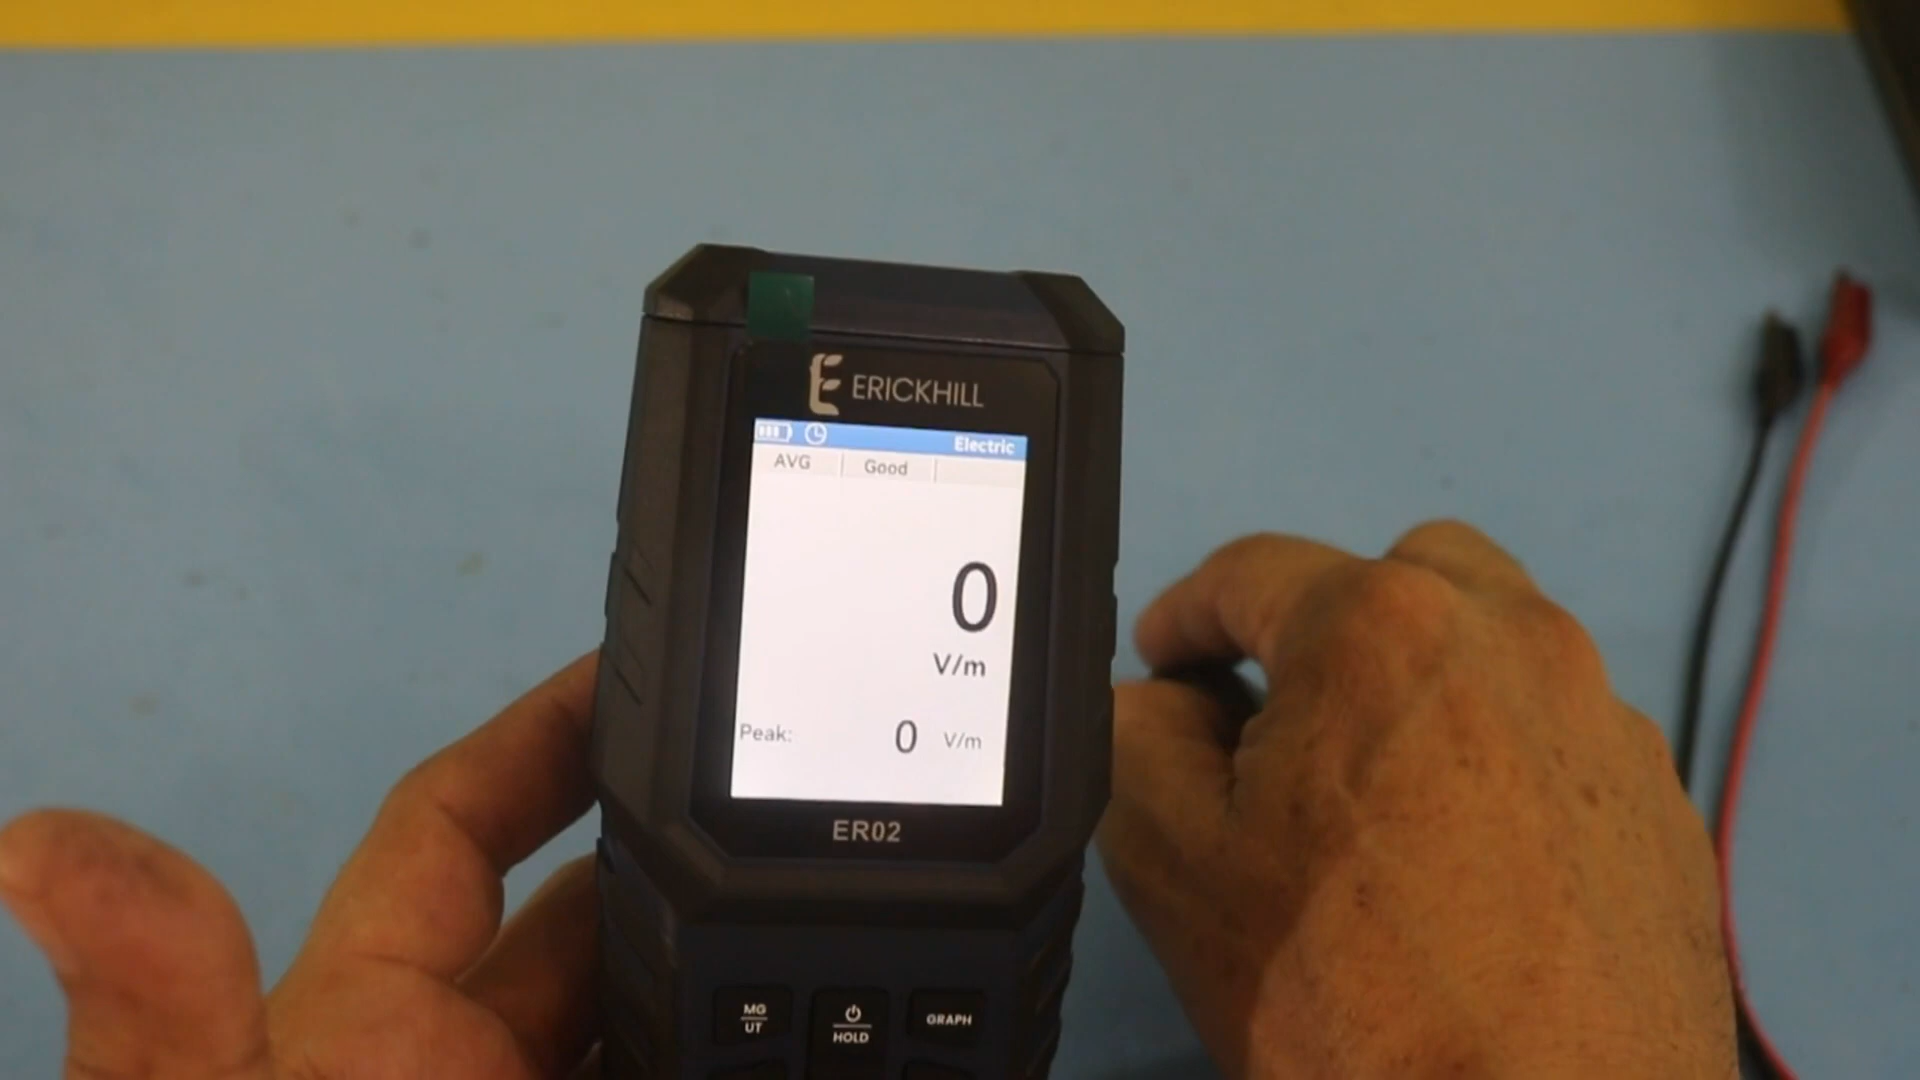 ERICKHILL
Electric
AVG Good
0
V/m
Peak: 0 V/m
ER02
MG
UT
HOLD
GRAPH